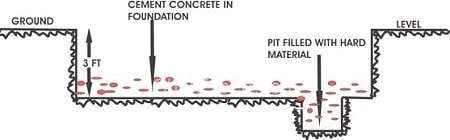 CEMENT CONCRETE IN
FOUNDATION
GROUND
LEVEL
PIT FILLED WITH HARD
MATERIAL
3 FT